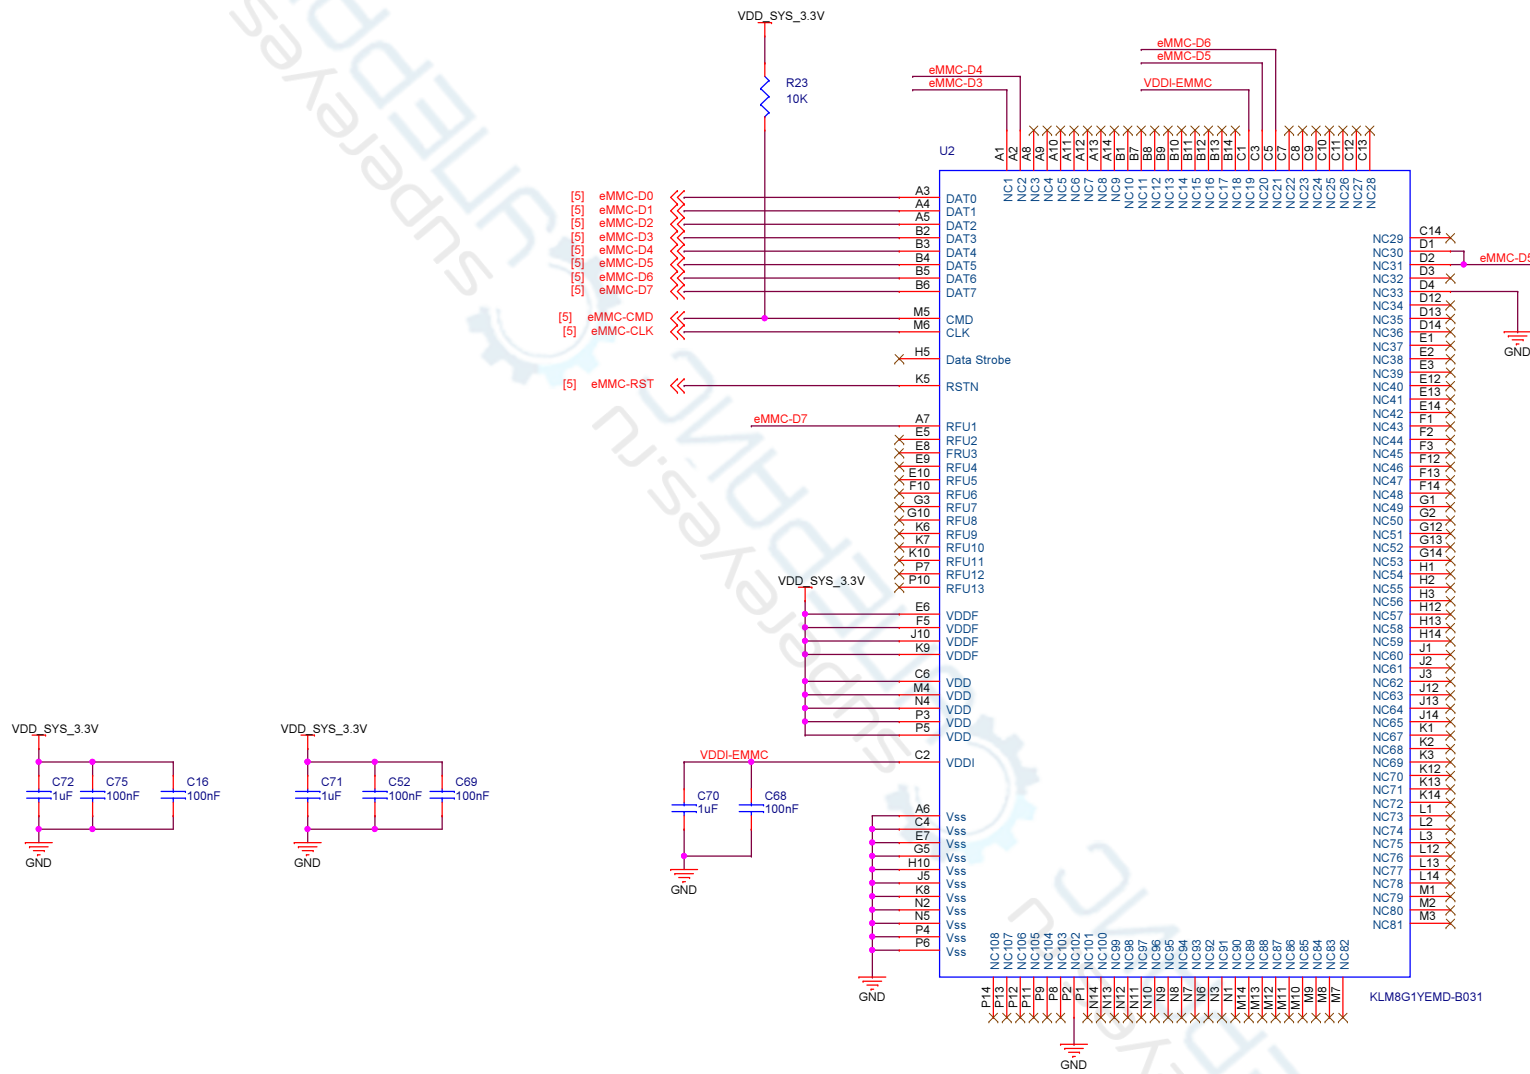 VDD_SYS_3.3V
R23
10K
eMMC-D6
eMMC-D5
VDDI-EMMC
eMMC-D4
eMMC-D3
U2
A1 A2 A8 A9 A10 A11 A12 A13 A14 B1 B7 B8 B9 B10 B11 B12 B13 B14 C1 C3 C5 C7 C8 C9 C10 C11 C12 C13
NC1 NC2 NC3 NC4 NC5 NC6 NC7 NC8 NC9 NC10 NC11 NC12 NC13 NC14 NC15 NC16 NC17 NC18 NC19 NC20 NC21 NC22 NC23 NC24 NC25 NC26 NC27 NC28
[5] eMMC-D0 A3 DAT0
[5] eMMC-D1 A4 DAT1
[5] eMMC-D2 A5 DAT2
[5] eMMC-D3 B2 DAT3
[5] eMMC-D4 B3 DAT4
[5] eMMC-D5 B4 DAT5
[5] eMMC-D6 B5 DAT6
[5] eMMC-D7 B6 DAT7
[5] eMMC-CMD M5 CMD
[5] eMMC-CLK M6 CLK
H5 Data Strobe
[5] eMMC-RST K5 RSTN
eMMC-D7 A7 RFU1
E5 RFU2
E8 FRU3
E9 RFU4
E10 RFU5
F10 RFU6
G3 RFU7
G10 RFU8
K6 RFU9
K7 RFU10
K10 RFU11
P7 RFU12
P10 RFU13
VDD_SYS_3.3V
E6 VDDF
F5 VDDF
J10 VDDF
K9 VDDF
C6 VDD
M4 VDD
N4 VDD
P3 VDD
P5 VDD
VDDI-EMMC C2 VDDI
C70 1uF
C68 100nF
GND
A6 Vss
C4 Vss
E7 Vss
G5 Vss
H10 Vss
J5 Vss
K8 Vss
N2 Vss
N5 Vss
P4 Vss
P6 Vss
GND
NC29 C14
NC30 D1
NC31 D2 eMMC-D5
NC32 D3
NC33 D4
GND
NC34 D12
NC35 D13
NC36 D14
NC37 E1
NC38 E2
NC39 E3
NC40 E12
NC41 E13
NC42 E14
NC43 F1
NC44 F2
NC45 F3
NC46 F12
NC47 F13
NC48 F14
NC49 G1
NC50 G2
NC51 G12
NC52 G13
NC53 G14
NC54 H1
NC55 H2
NC56 H3
NC57 H12
NC58 H13
NC59 H14
NC60 J1
NC61 J2
NC62 J3
NC63 J12
NC64 J13
NC65 J14
NC67 K1
NC68 K2
NC69 K3
NC70 K12
NC71 K13
NC72 K14
NC73 L1
NC74 L2
NC75 L3
NC76 L12
NC77 L13
NC78 L14
NC79 M1
NC80 M2
NC81 M3
NC108 NC107 NC106 NC105 NC104 NC103 NC102 NC101 NC100 NC99 NC98 NC97 NC96 NC95 NC94 NC93 NC92 NC91 NC90 NC89 NC88 NC87 NC86 NC85 NC84 NC83 NC82
P14 P13 P12 P11 P9 P8 P2 P1 N14 N13 N12 N11 N10 N9 N8 N7 N6 N3 N1 M14 M13 M12 M11 M10 M9 M8 M7
KLM8G1YEMD-B031
GND
VDD_SYS_3.3V
C72 1uF
C75 100nF
C16 100nF
GND
VDD_SYS_3.3V
C71 1uF
C52 100nF
C69 100nF
GND
supereyes.ru
supereyes.ru